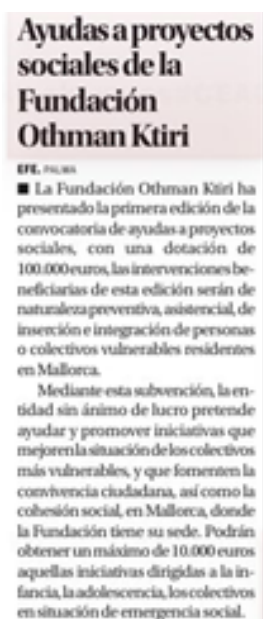 Ayudas a proyectos
sociales de la
Fundación
Othman Ktiri
EFE. PALMA
■ La Fundación Othman Ktiri ha
presentado la primera edición de la
convocatoria de ayudas a proyectos
sociales, con una dotación de
100.000 euros, las intervenciones be-
neficiarias de esta edición serán de
naturaleza preventiva, asistencial, de
inserción e integración de personas
o colectivos vulnerables residentes
en Mallorca.
Mediante esta subvención, la en-
tidad sin ánimo de lucro pretende
ayudar y promover iniciativas que
mejoren la situación de los colectivos
más vulnerables, y que fomenten la
convivencia ciudadana, así como la
cohesión social, en Mallorca, donde
la Fundación tiene su sede. Podrán
obtener un máximo de 10.000 euros
aquellas iniciativas dirigidas a la in-
fancia, la adolescencia, los colectivos
en situación de emergencia social.